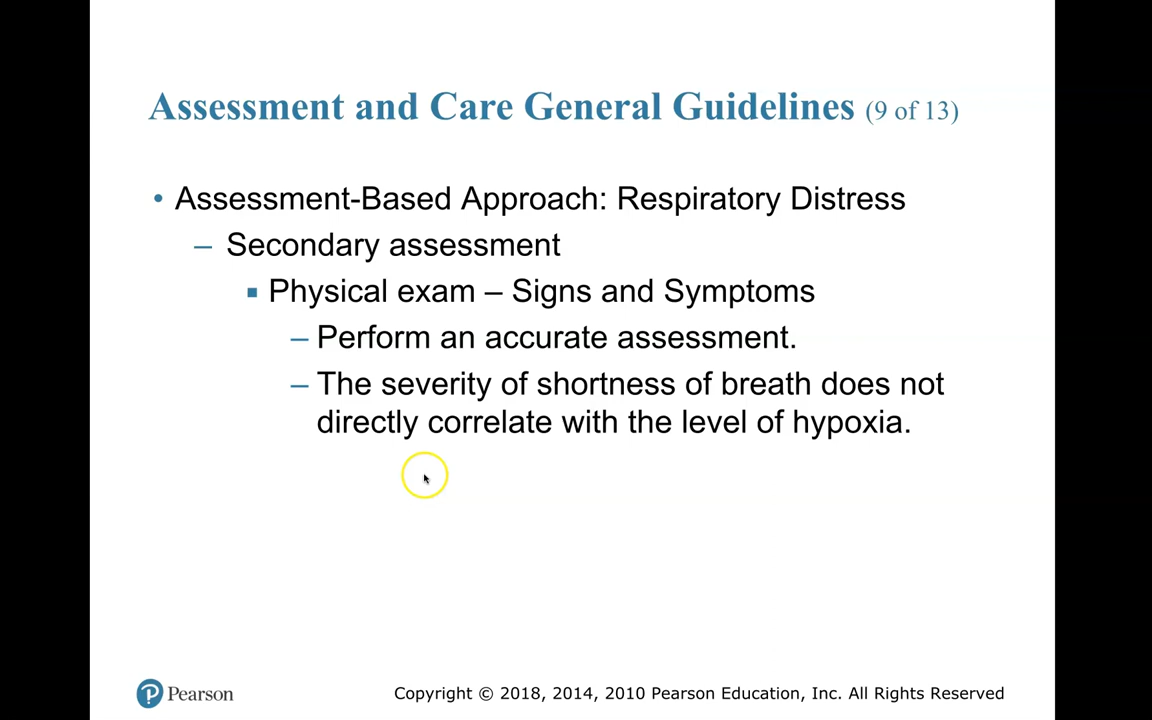 Assessment and Care General Guidelines (9 of 13)
• Assessment-Based Approach: Respiratory Distress
– Secondary assessment
▪ Physical exam – Signs and Symptoms
– Perform an accurate assessment.
– The severity of shortness of breath does not
directly correlate with the level of hypoxia.
P Pearson
Copyright © 2018, 2014, 2010 Pearson Education, Inc. All Rights Reserved